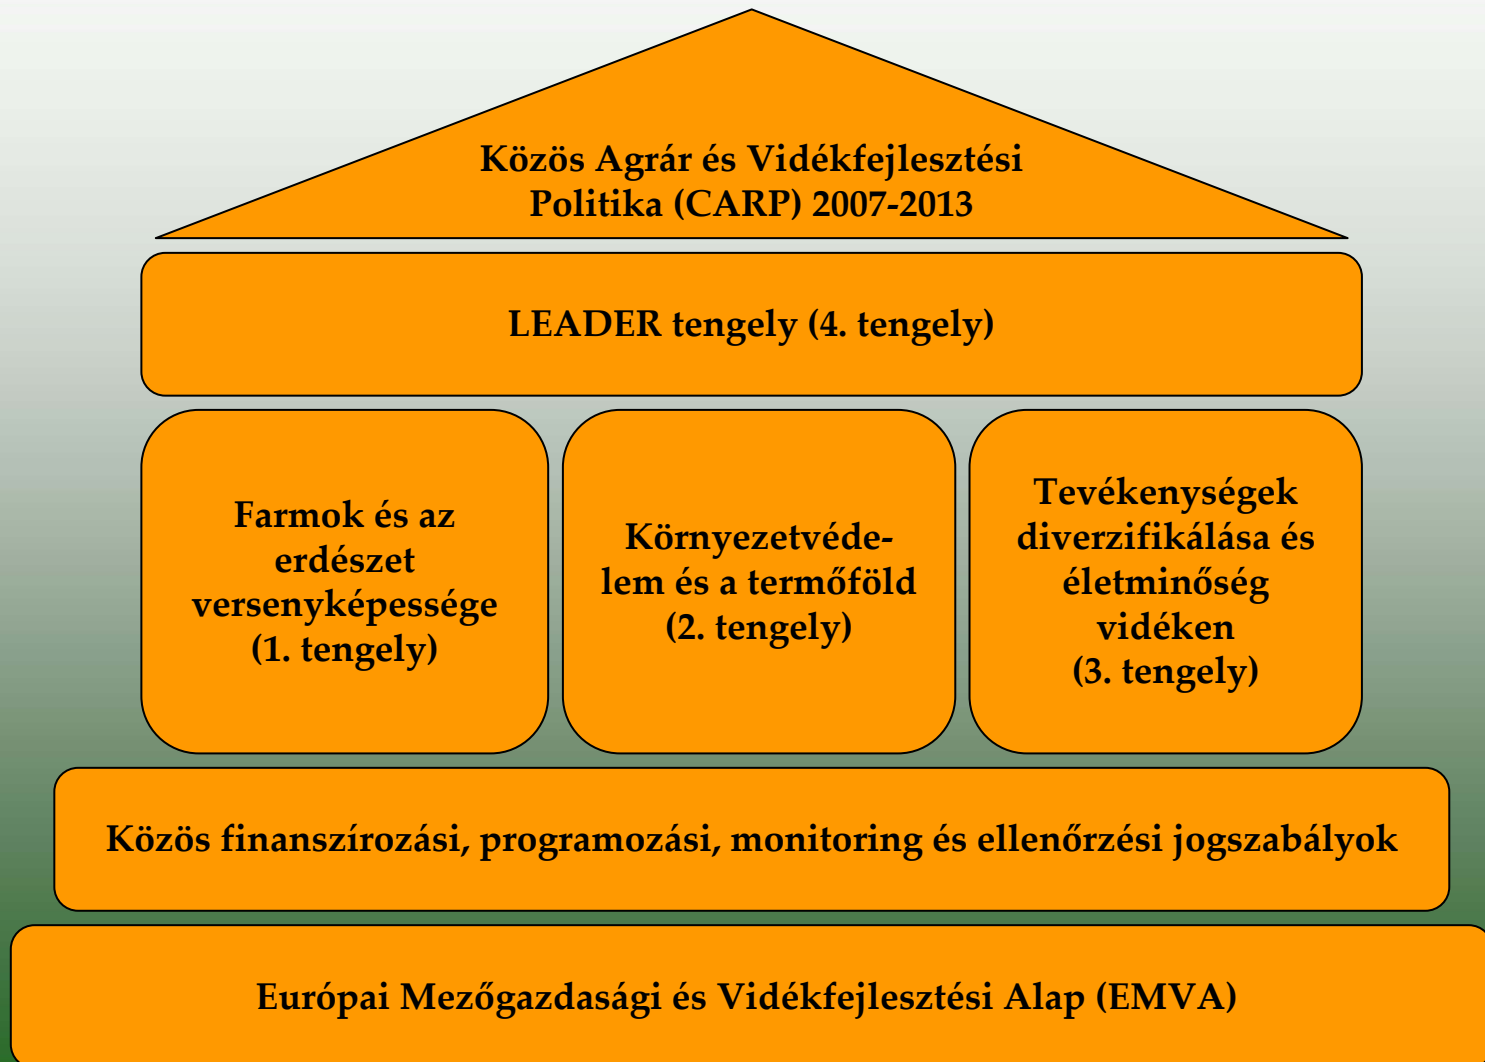 Közös Agrár és Vidékfejlesztési
Politika (CARP) 2007-2013
LEADER tengely (4. tengely)
Farmok és az
erdészet
versenyképessége
(1. tengely)
Környezetvéde-
lem és a termőföld
(2. tengely)
Tevékenységek
diverzifikálása és
életminőség
vidéken
(3. tengely)
Közös finanszírozási, programozási, monitoring és ellenőrzési jogszabályok
Európai Mezőgazdasági és Vidékfejlesztési Alap (EMVA)